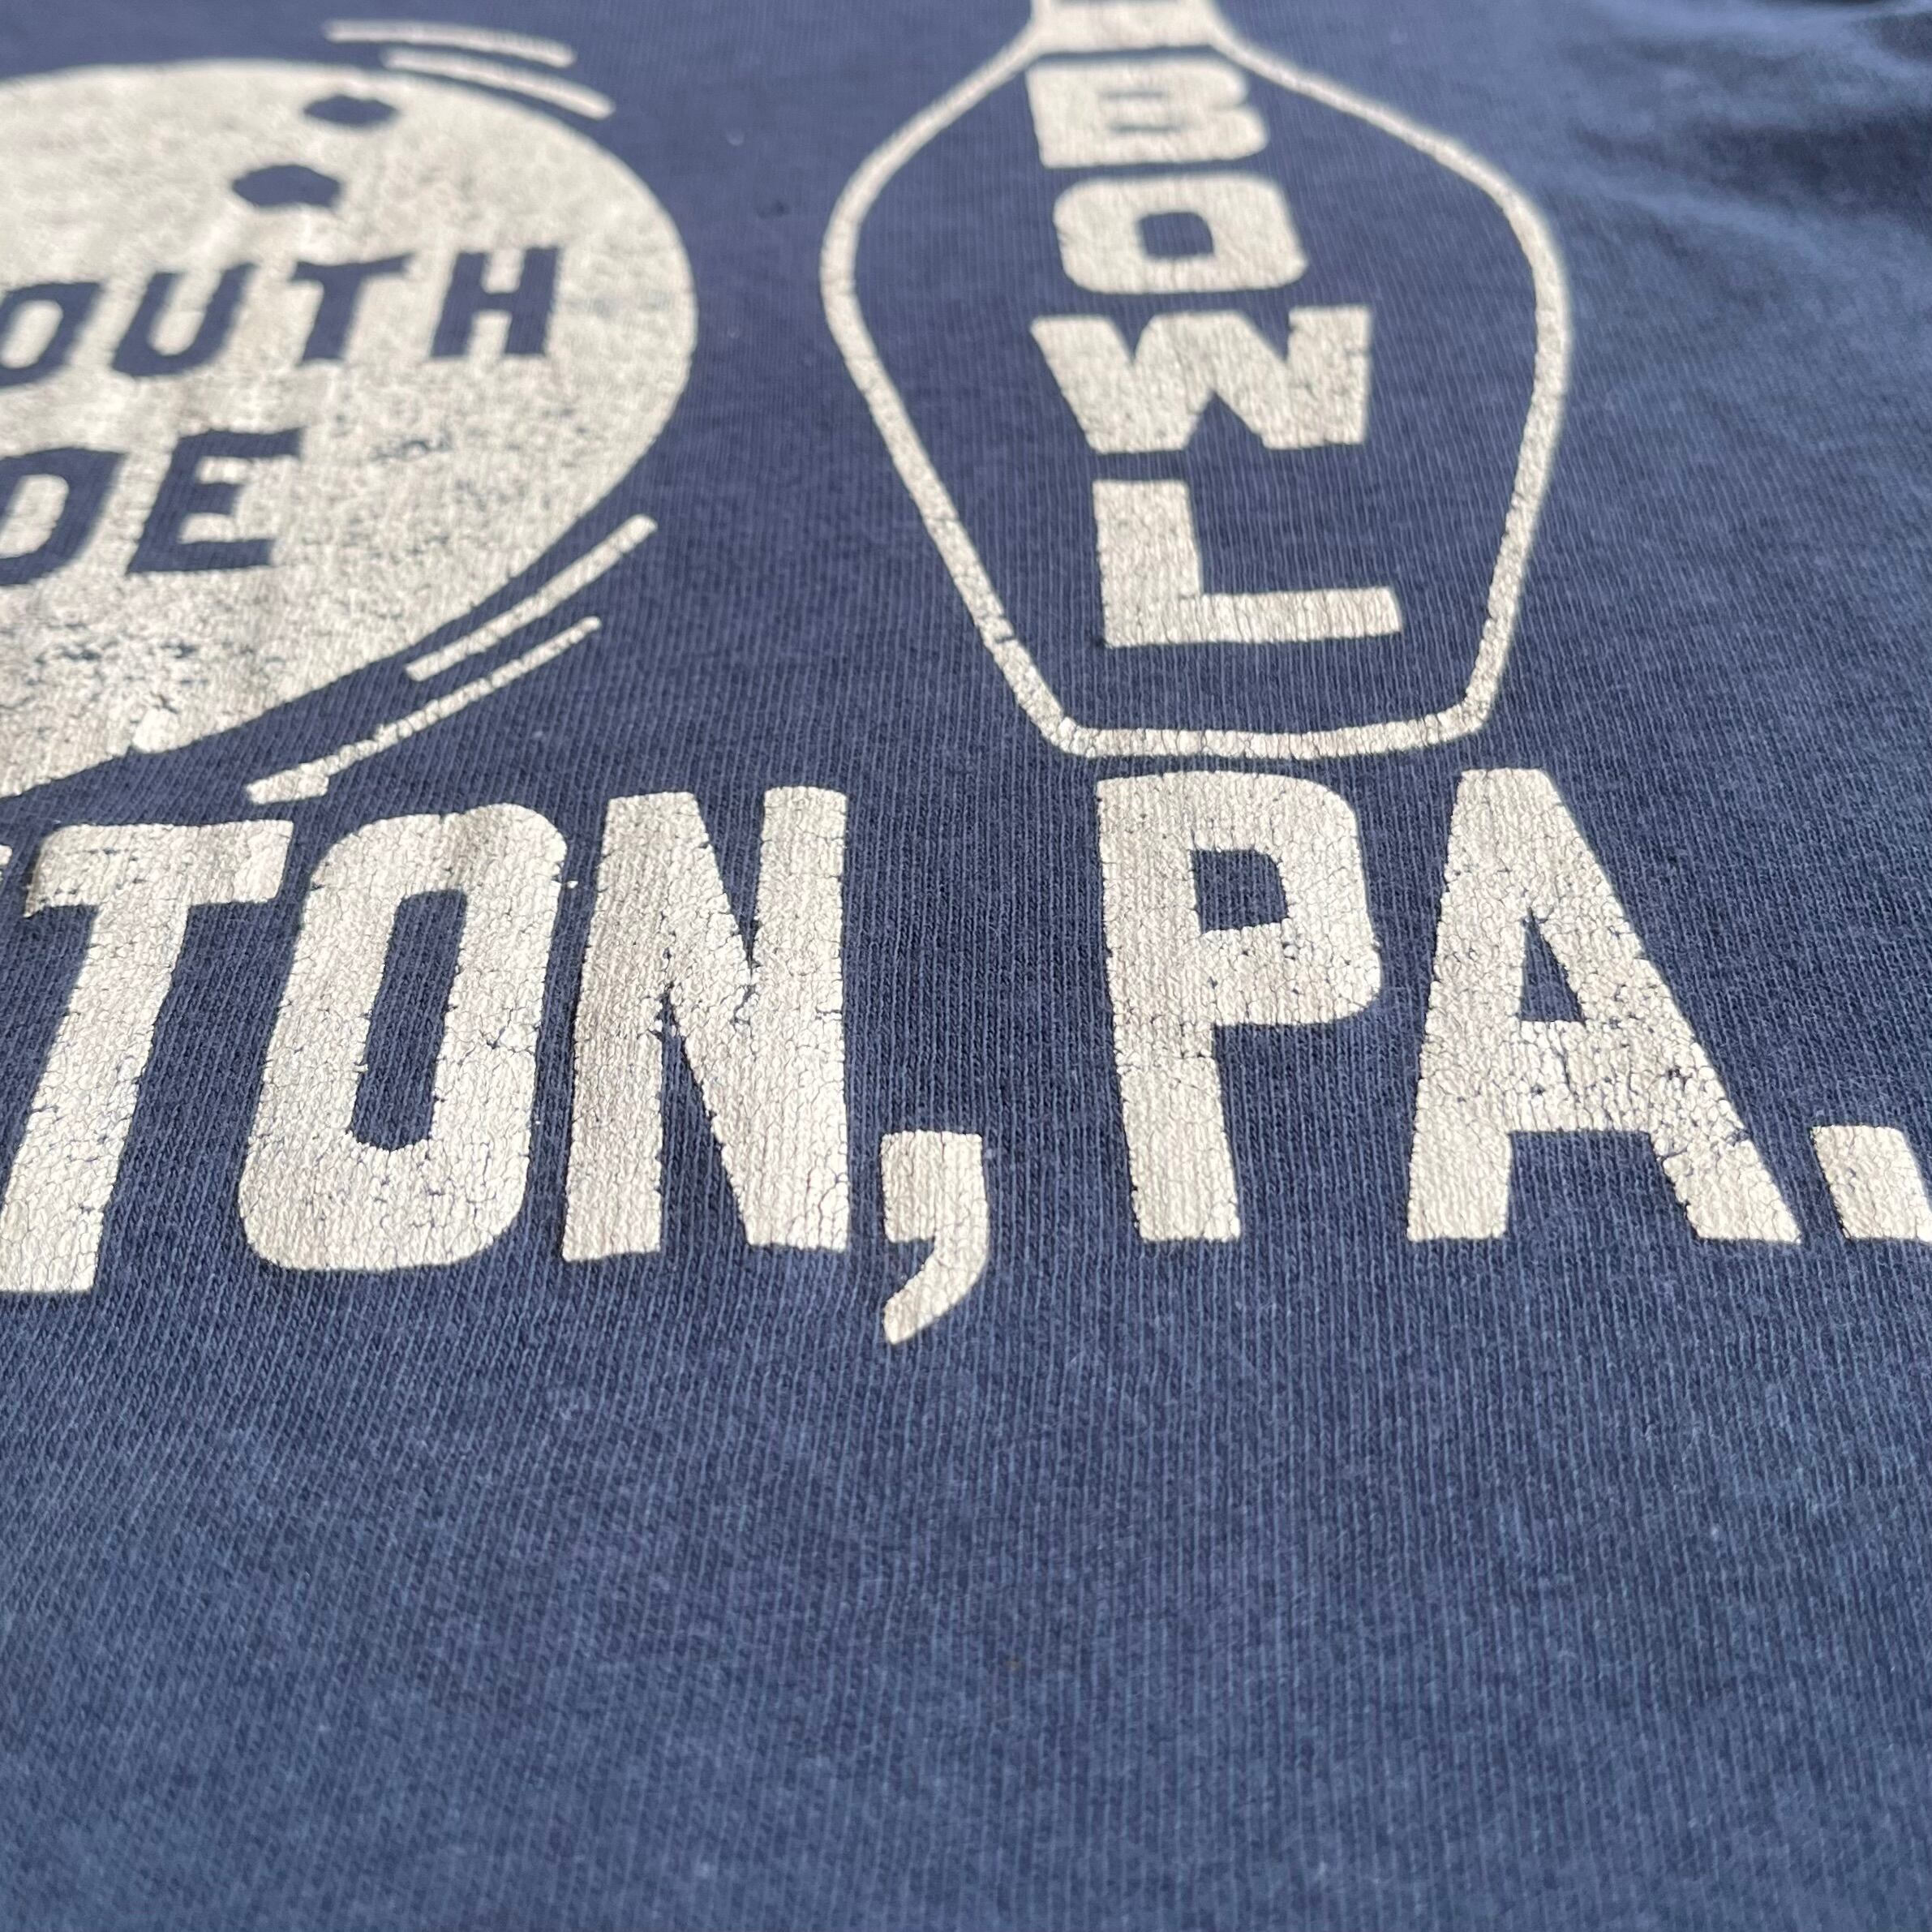 OUTH
DE
BOWL
TON, PA.